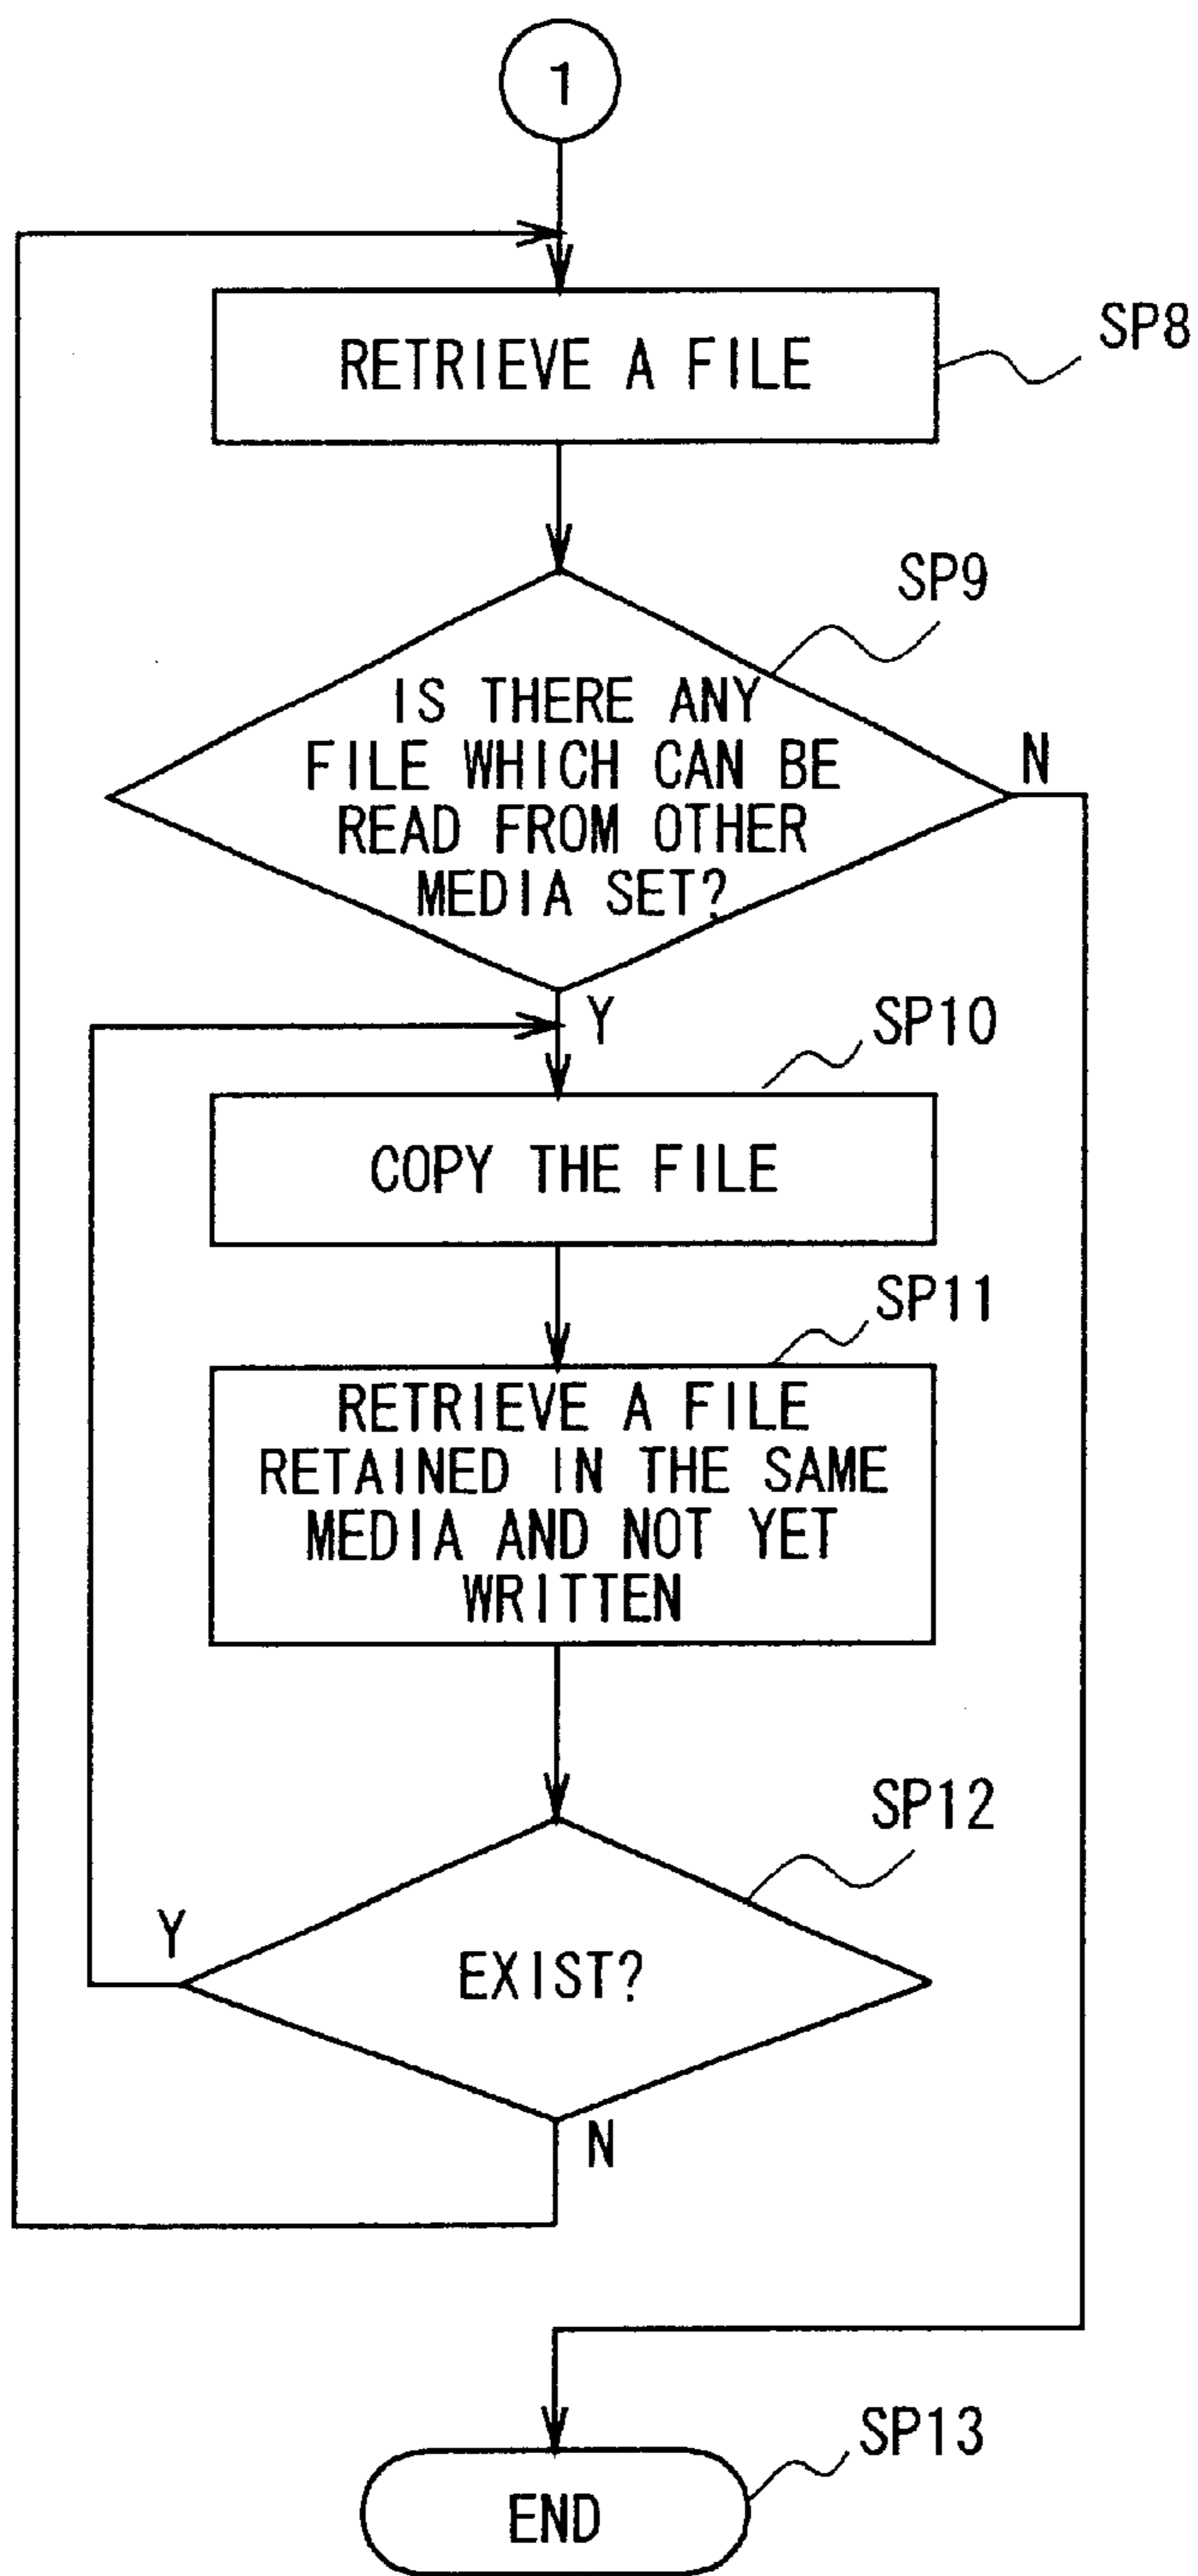 1
RETRIEVE A FILE
SP8
SP9
IS THERE ANY
FILE WHICH CAN BE
READ FROM OTHER
MEDIA SET?
N
Y
SP10
COPY THE FILE
SP11
RETRIEVE A FILE
RETAINED IN THE SAME
MEDIA AND NOT YET
WRITTEN
SP12
Y
EXIST?
N
SP13
END